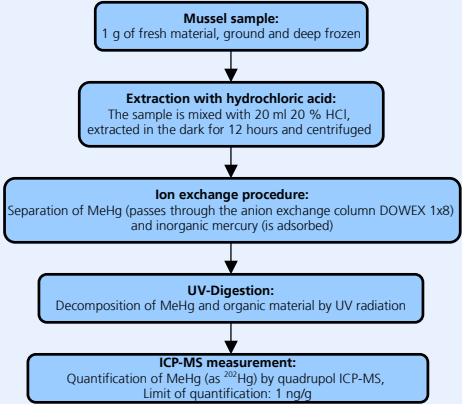 Mussel sample:
1 g of fresh material, ground and deep frozen
Extraction with hydrochloric acid:
The sample is mixed with 20 ml 20 % HCl,
extracted in the dark for 12 hours and centrifuged
Ion exchange procedure:
Separation of MeHg (passes through the anion exchange column DOWEX 1x8)
and inorganic mercury (is adsorbed)
UV-Digestion:
Decomposition of MeHg and organic material by UV radiation
ICP-MS measurement:
Quantification of MeHg (as ²⁰²Hg) by quadrupol ICP-MS,
Limit of quantification: 1 ng/g